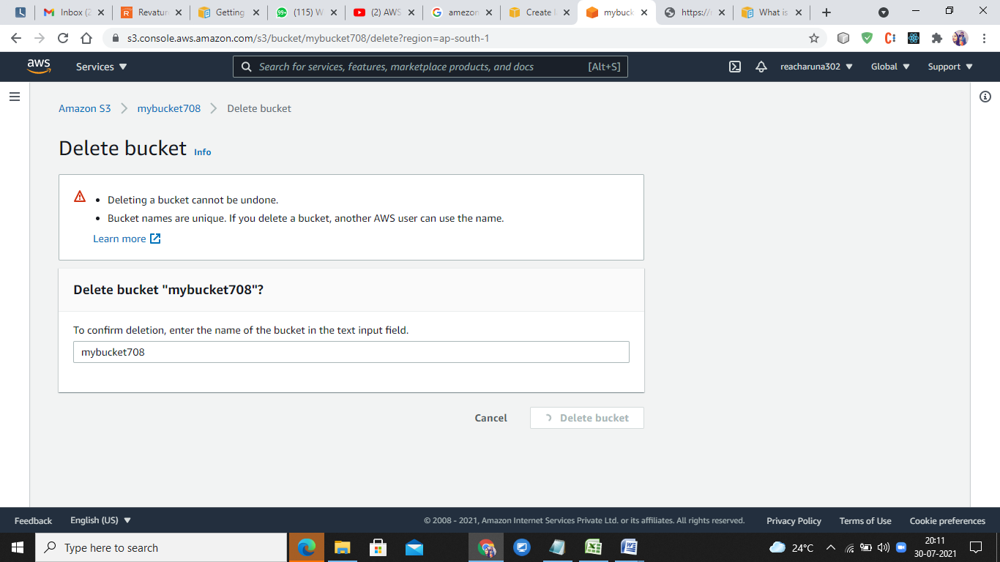 Inbox (2
Revatur
Getting
(115) W
(2) AWS
amezon
Create I
mybuck
https://
What is
s3.console.aws.amazon.com/s3/bucket/mybucket708/delete?region=ap-south-1
aws
Services
Search for services, features, marketplace products, and docs
[Alt+S]
reacharuna302
Global
Support
Amazon S3
mybucket708
Delete bucket
Delete bucket Info
• Deleting a bucket cannot be undone.
• Bucket names are unique. If you delete a bucket, another AWS user can use the name.
Learn more
Delete bucket "mybucket708"?
To confirm deletion, enter the name of the bucket in the text input field.
mybucket708
Cancel
Delete bucket
Feedback
English (US)
© 2008 - 2021, Amazon Internet Services Private Ltd. or its affiliates. All rights reserved.
Privacy Policy
Terms of Use
Cookie preferences
Type here to search
24°C
20:11
30-07-2021